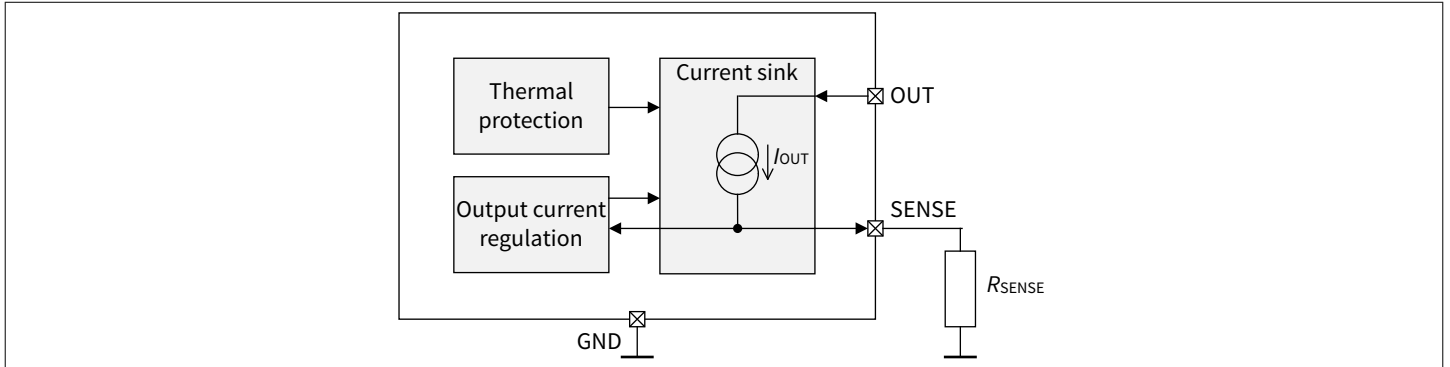 Current sink
Thermal
protection
OUT
IOUT
Output current
regulation
SENSE
RSENSE
GND